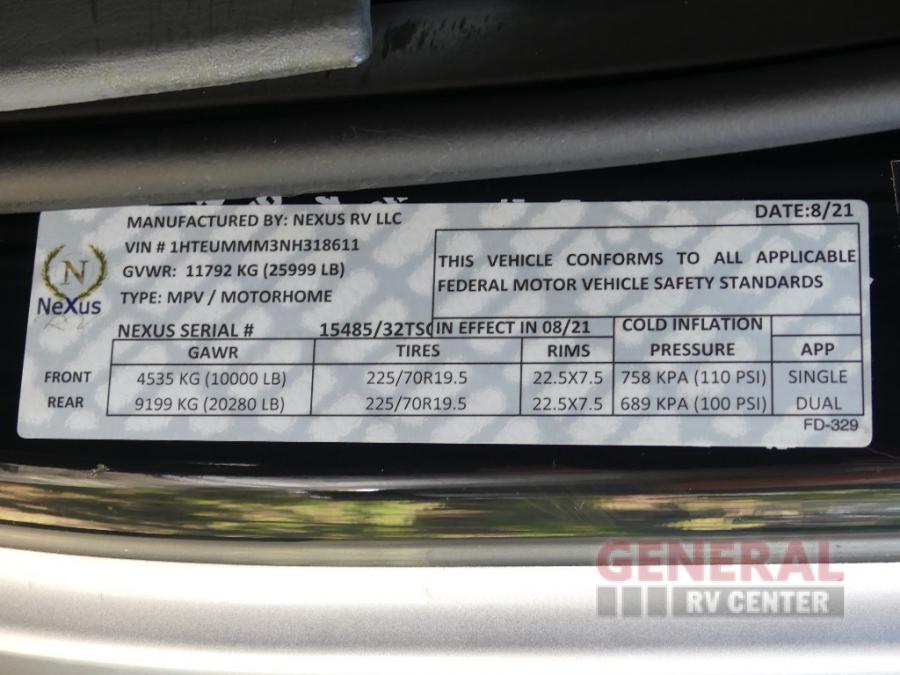 MANUFACTURED BY: NEXUS RV LLC
DATE:8/21
VIN # 1HTEUMMM3NH318611
GVWR: 11792 KG (25999 LB)
TYPE: MPV / MOTORHOME
THIS VEHICLE CONFORMS TO ALL APPLICABLE
FEDERAL MOTOR VEHICLE SAFETY STANDARDS
N
NeXus
RV
NEXUS SERIAL # 15485/32TSC IN EFFECT IN 08/21
COLD INFLATION
GAWR TIRES RIMS PRESSURE APP
FRONT 4535 KG (10000 LB) 225/70R19.5 22.5X7.5 758 KPA (110 PSI) SINGLE
REAR 9199 KG (20280 LB) 225/70R19.5 22.5X7.5 689 KPA (100 PSI) DUAL
FD-329
GENERAL
RV CENTER